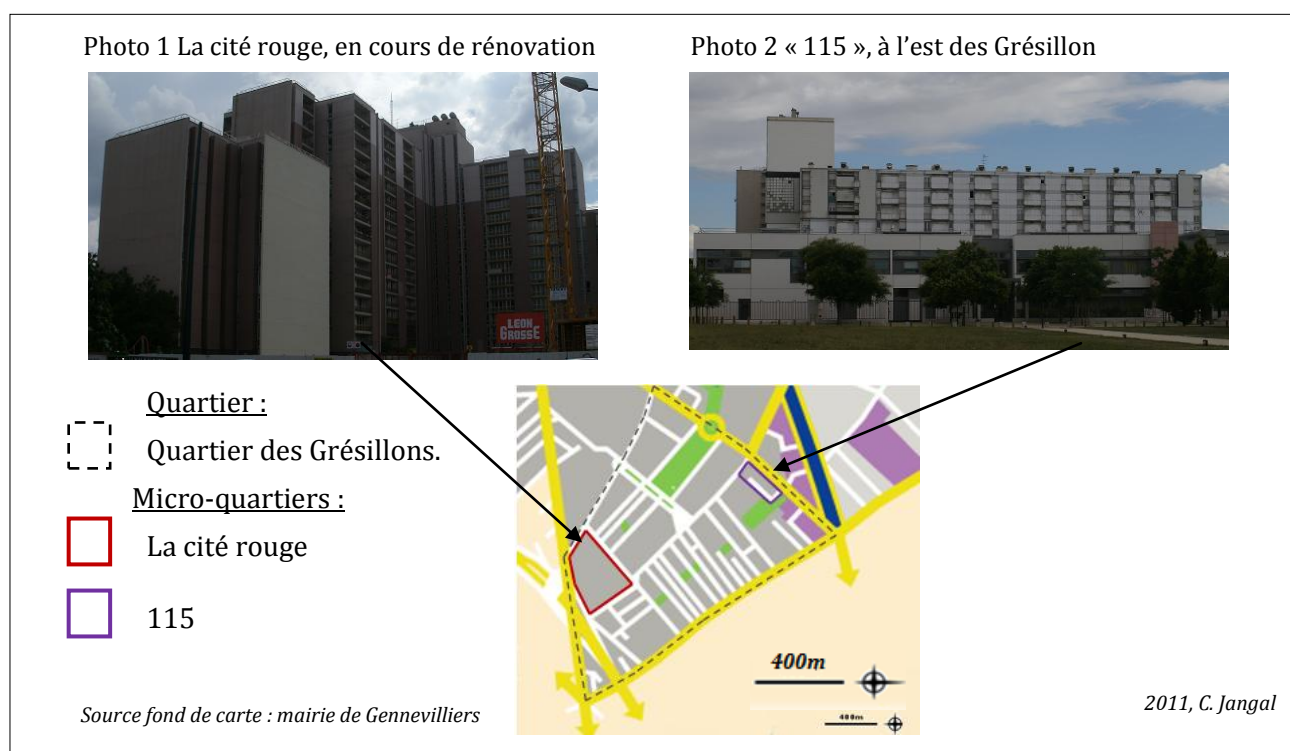 Photo 1 La cité rouge, en cours de rénovation
Photo 2 « 115 », à l’est des Grésillon
LEON
GROSSE
Quartier :
Quartier des Grésillons.
Micro-quartiers :
La cité rouge
115
400m
400m
Source fond de carte : mairie de Gennevilliers
2011, C. Jangal